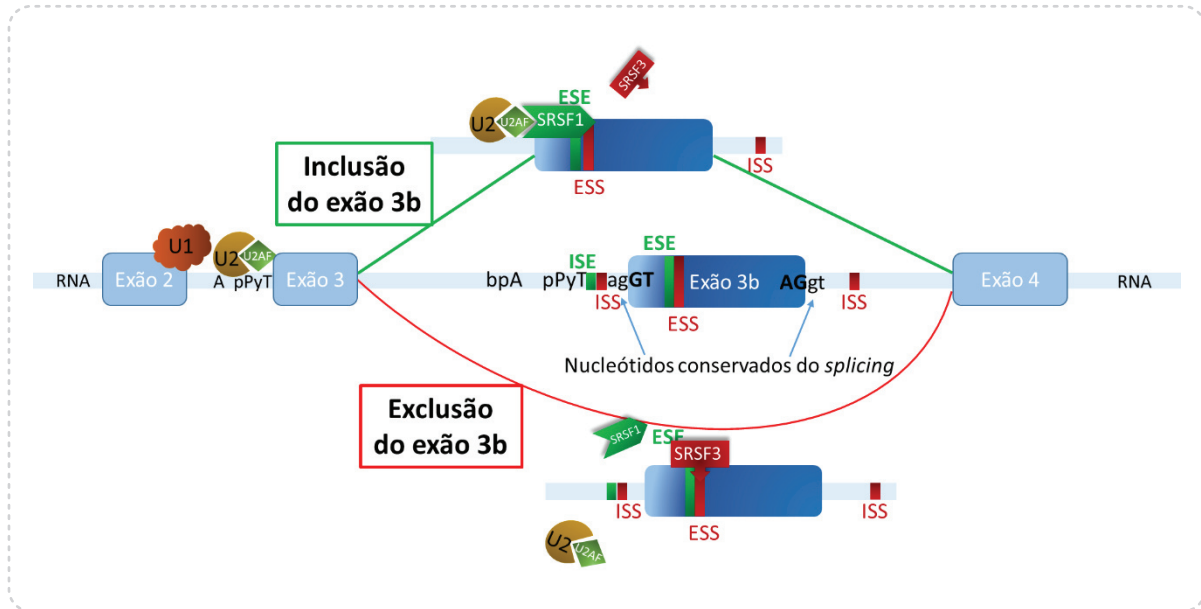 SRSF3
ESE
U2
U2AF
SRSF1
ISS
ESS
Inclusão
do exão 3b
U1
U2
U2AF
RNA
Exão 2
A pPyT
Exão 3
bpA
pPyT
ISE
ISS
agGT
ESE
Exão 3b
ESS
AGgt
ISS
Exão 4
RNA
Nucleótidos conservados do splicing
Exclusão
do exão 3b
SRSF1
ESE
SRSF3
ISS
ESS
ISS
U2
U2AF